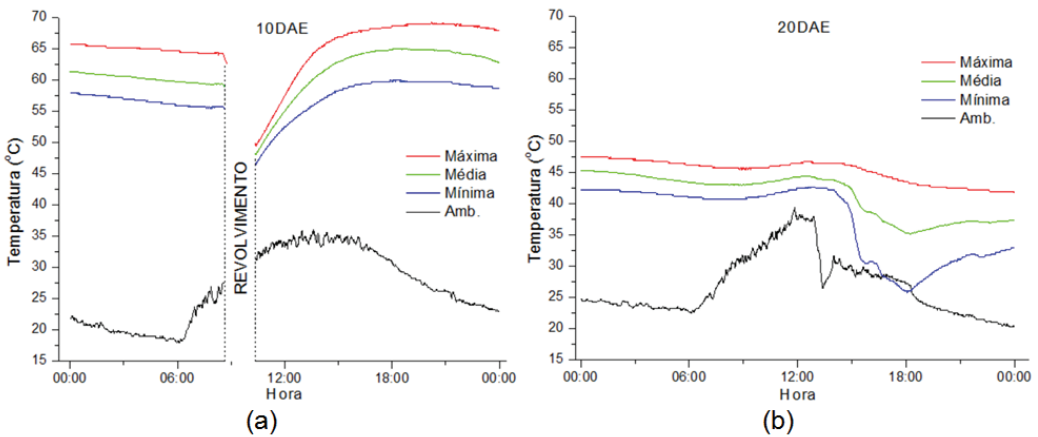 10DAE
Temperatura (°C)
70
65
60
55
50
45
40
35
30
25
20
15
REVOLVIMENTO
Máxima
Média
Mínima
Amb.
00:00 06:00 12:00 18:00 00:00
Hora
(a)
20DAE
Temperatura (°C)
70
65
60
55
50
45
40
35
30
25
20
15
Máxima
Média
Mínima
Amb.
00:00 06:00 12:00 18:00 00:00
Hora
(b)